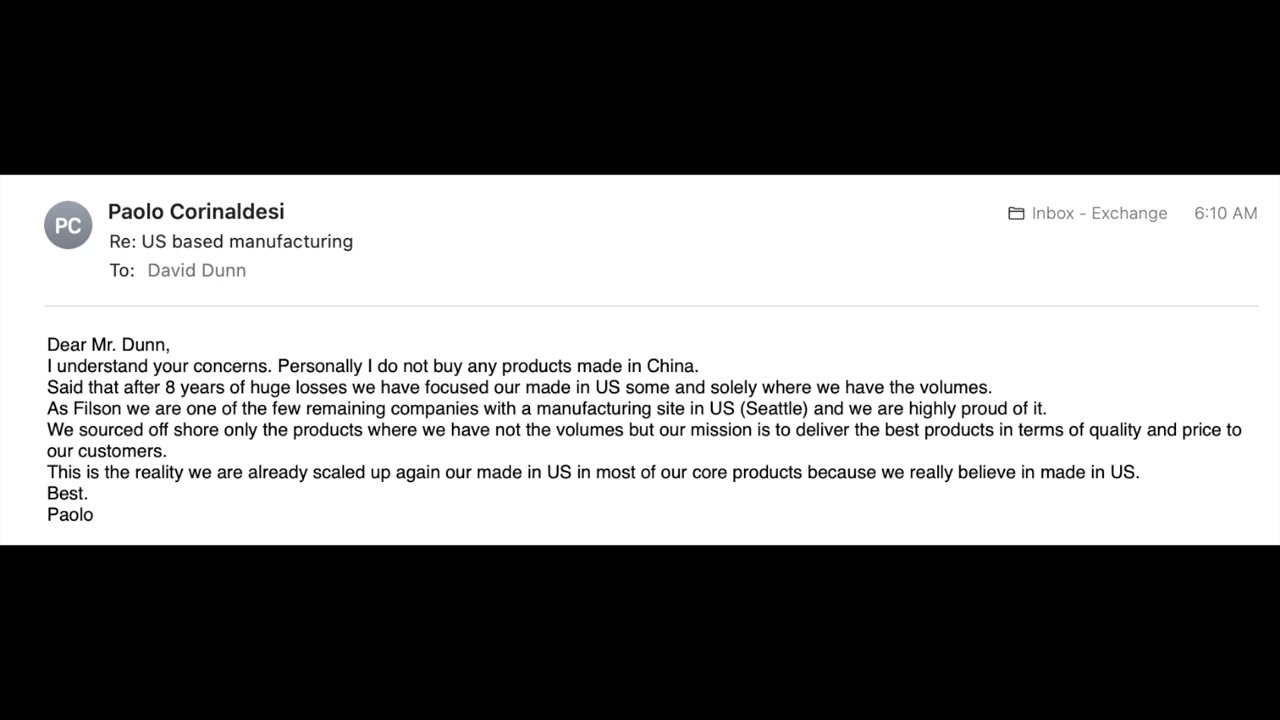 PC
Paolo Corinaldesi
Inbox - Exchange 6:10 AM
Re: US based manufacturing
To: David Dunn
Dear Mr. Dunn,
I understand your concerns. Personally I do not buy any products made in China.
Said that after 8 years of huge losses we have focused our made in US some and solely where we have the volumes.
As Filson we are one of the few remaining companies with a manufacturing site in US (Seattle) and we are highly proud of it.
We sourced off shore only the products where we have not the volumes but our mission is to deliver the best products in terms of quality and price to
our customers.
This is the reality we are already scaled up again our made in US in most of our core products because we really believe in made in US.
Best.
Paolo